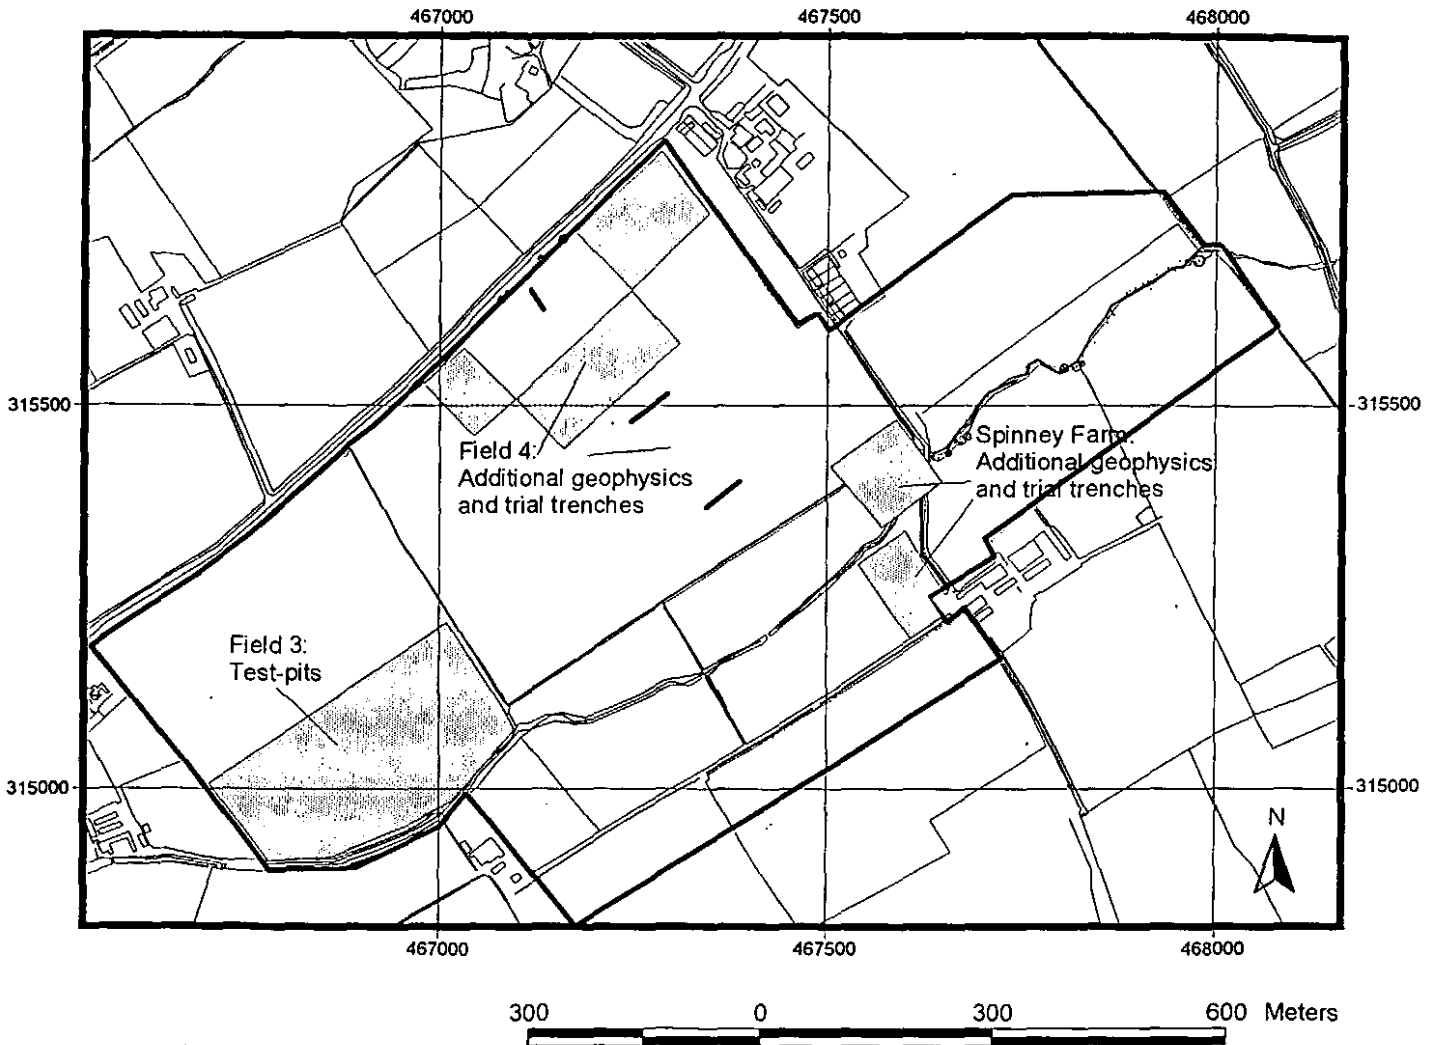 467000 467500 468000
315500 315500
Field 4:
Additional geophysics
and trial trenches
Spinney Farm:
Additional geophysics
and trial trenches
Field 3:
Test-pits
315000 315000
N
467000 467500 468000
300 0 300 600 Meters